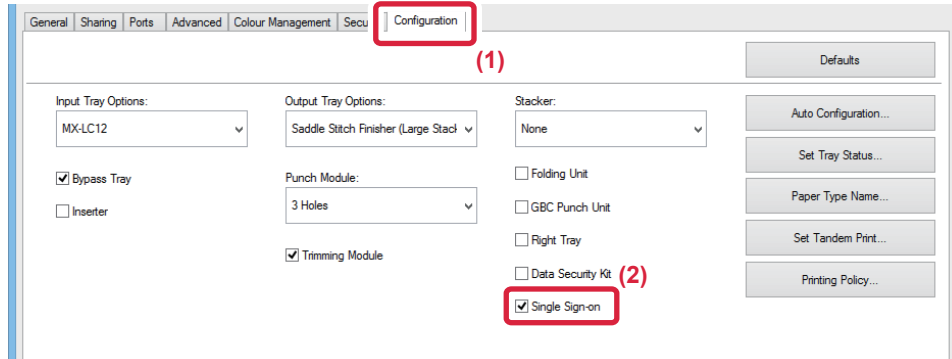 General Sharing Ports Advanced Colour Management Secu Configuration
(1)
Defaults
Input Tray Options: Output Tray Options: Stacker:
MX-LC12 Saddle Stitch Finisher (Large Stack None
Auto Configuration...
Set Tray Status...
Bypass Tray Punch Module: Folding Unit
Paper Type Name...
Inserter 3 Holes GBC Punch Unit
Right Tray Set Tandem Print...
Trimming Module
Data Security Kit (2)
Printing Policy...
Single Sign-on